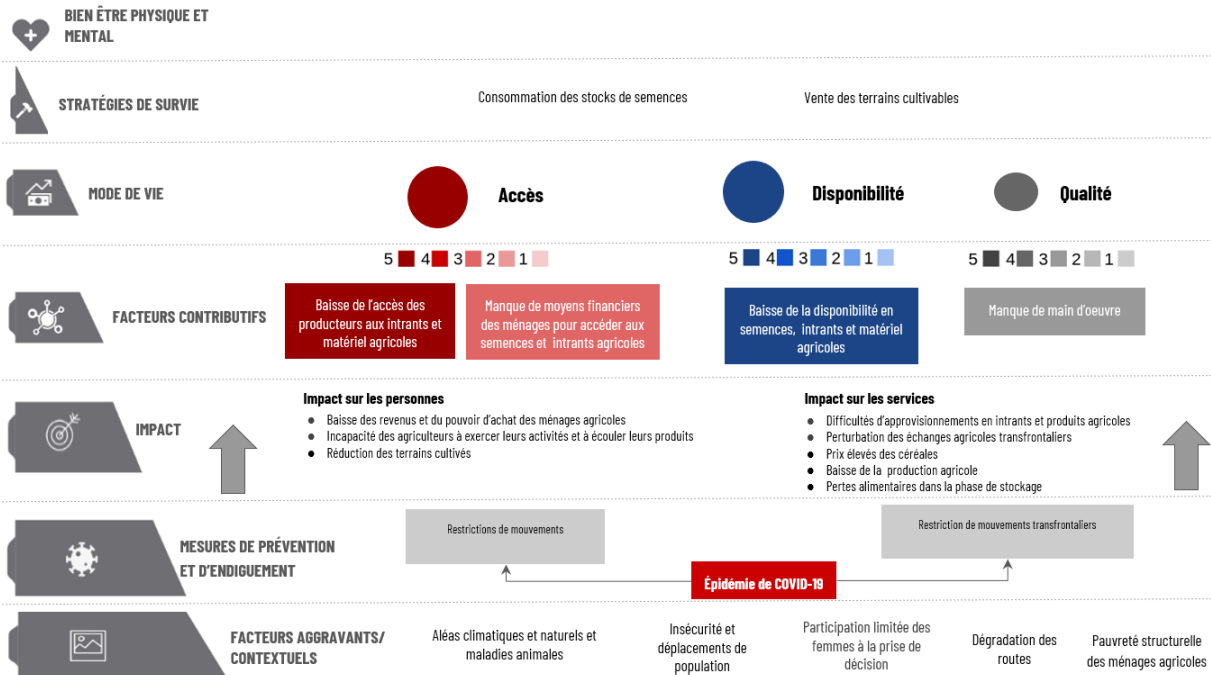 BIEN ÊTRE PHYSIQUE ET
MENTAL
STRATÉGIES DE SURVIE
Consommation des stocks de semences
Vente des terrains cultivables
MODE DE VIE
Accès
Disponibilité
Qualité
5 4 3 2 1
5 4 3 2 1
5 4 3 2 1
FACTEURS CONTRIBUTIFS
Baisse de l'accès des
producteurs aux intrants et
matériel agricoles
Manque de moyens financiers
des ménages pour accéder aux
semences et intrants agricoles
Baisse de la disponibilité en
semences, intrants et matériel
agricoles
Manque de main d'oeuvre
IMPACT
Impact sur les personnes
● Baisse des revenus et du pouvoir d'achat des ménages agricoles
● Incapacité des agriculteurs à exercer leurs activités et à écouler leurs produits
● Réduction des terrains cultivés
Impact sur les services
● Difficultés d'approvisionnements en intrants et produits agricoles
● Perturbation des échanges agricoles transfrontaliers
● Prix élevés des céréales
● Baisse de la production agricole
● Pertes alimentaires dans la phase de stockage
MESURES DE PRÉVENTION
ET D'ENDIGUEMENT
Restrictions de mouvements
Restriction de mouvements transfrontaliers
Épidémie de COVID-19
FACTEURS AGGRAVANTS/
CONTEXTUELS
Aléas climatiques et naturels et
maladies animales
Insécurité et
déplacements de
population
Participation limitée des
femmes à la prise de
décision
Dégradation des
routes
Pauvreté structurelle
des ménages agricoles